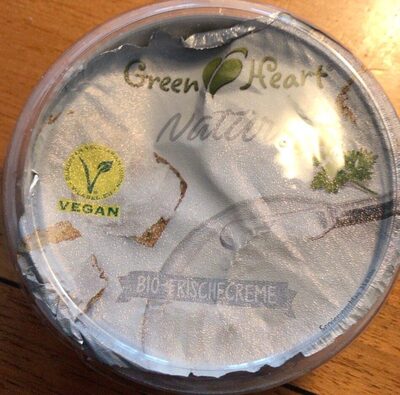 Green Heart
Natur
VEGAN
BIO-FRISCHECREME